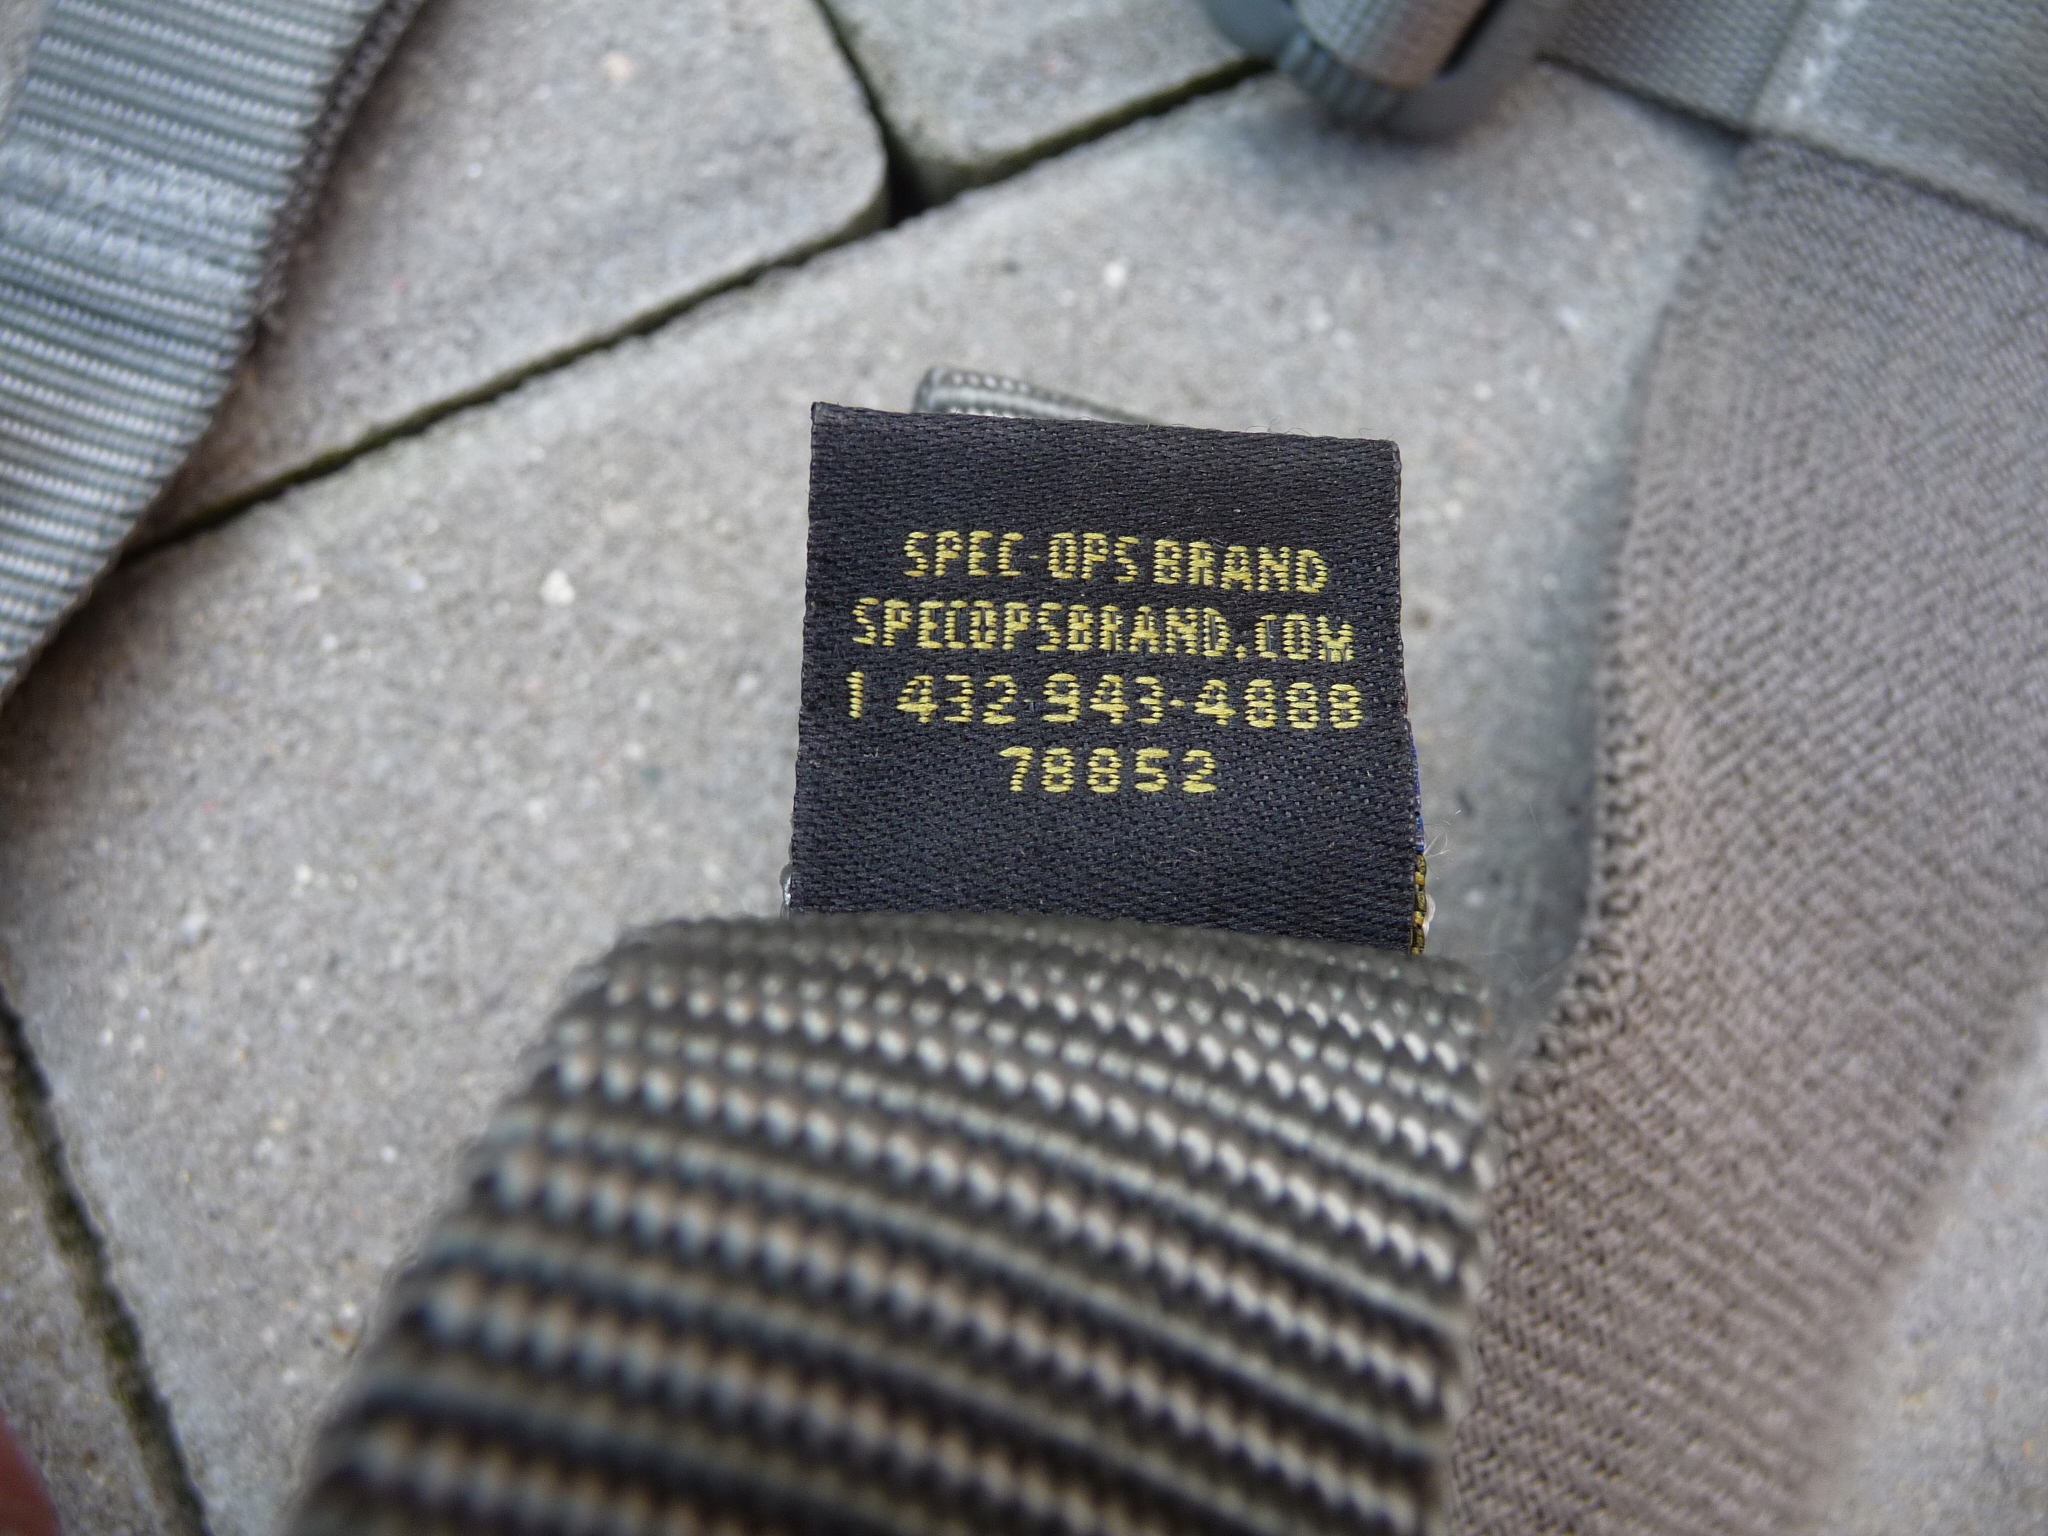 SPEC-OPS BRAND
SPECOPSBRAND.COM
1 432-943-4888
78852